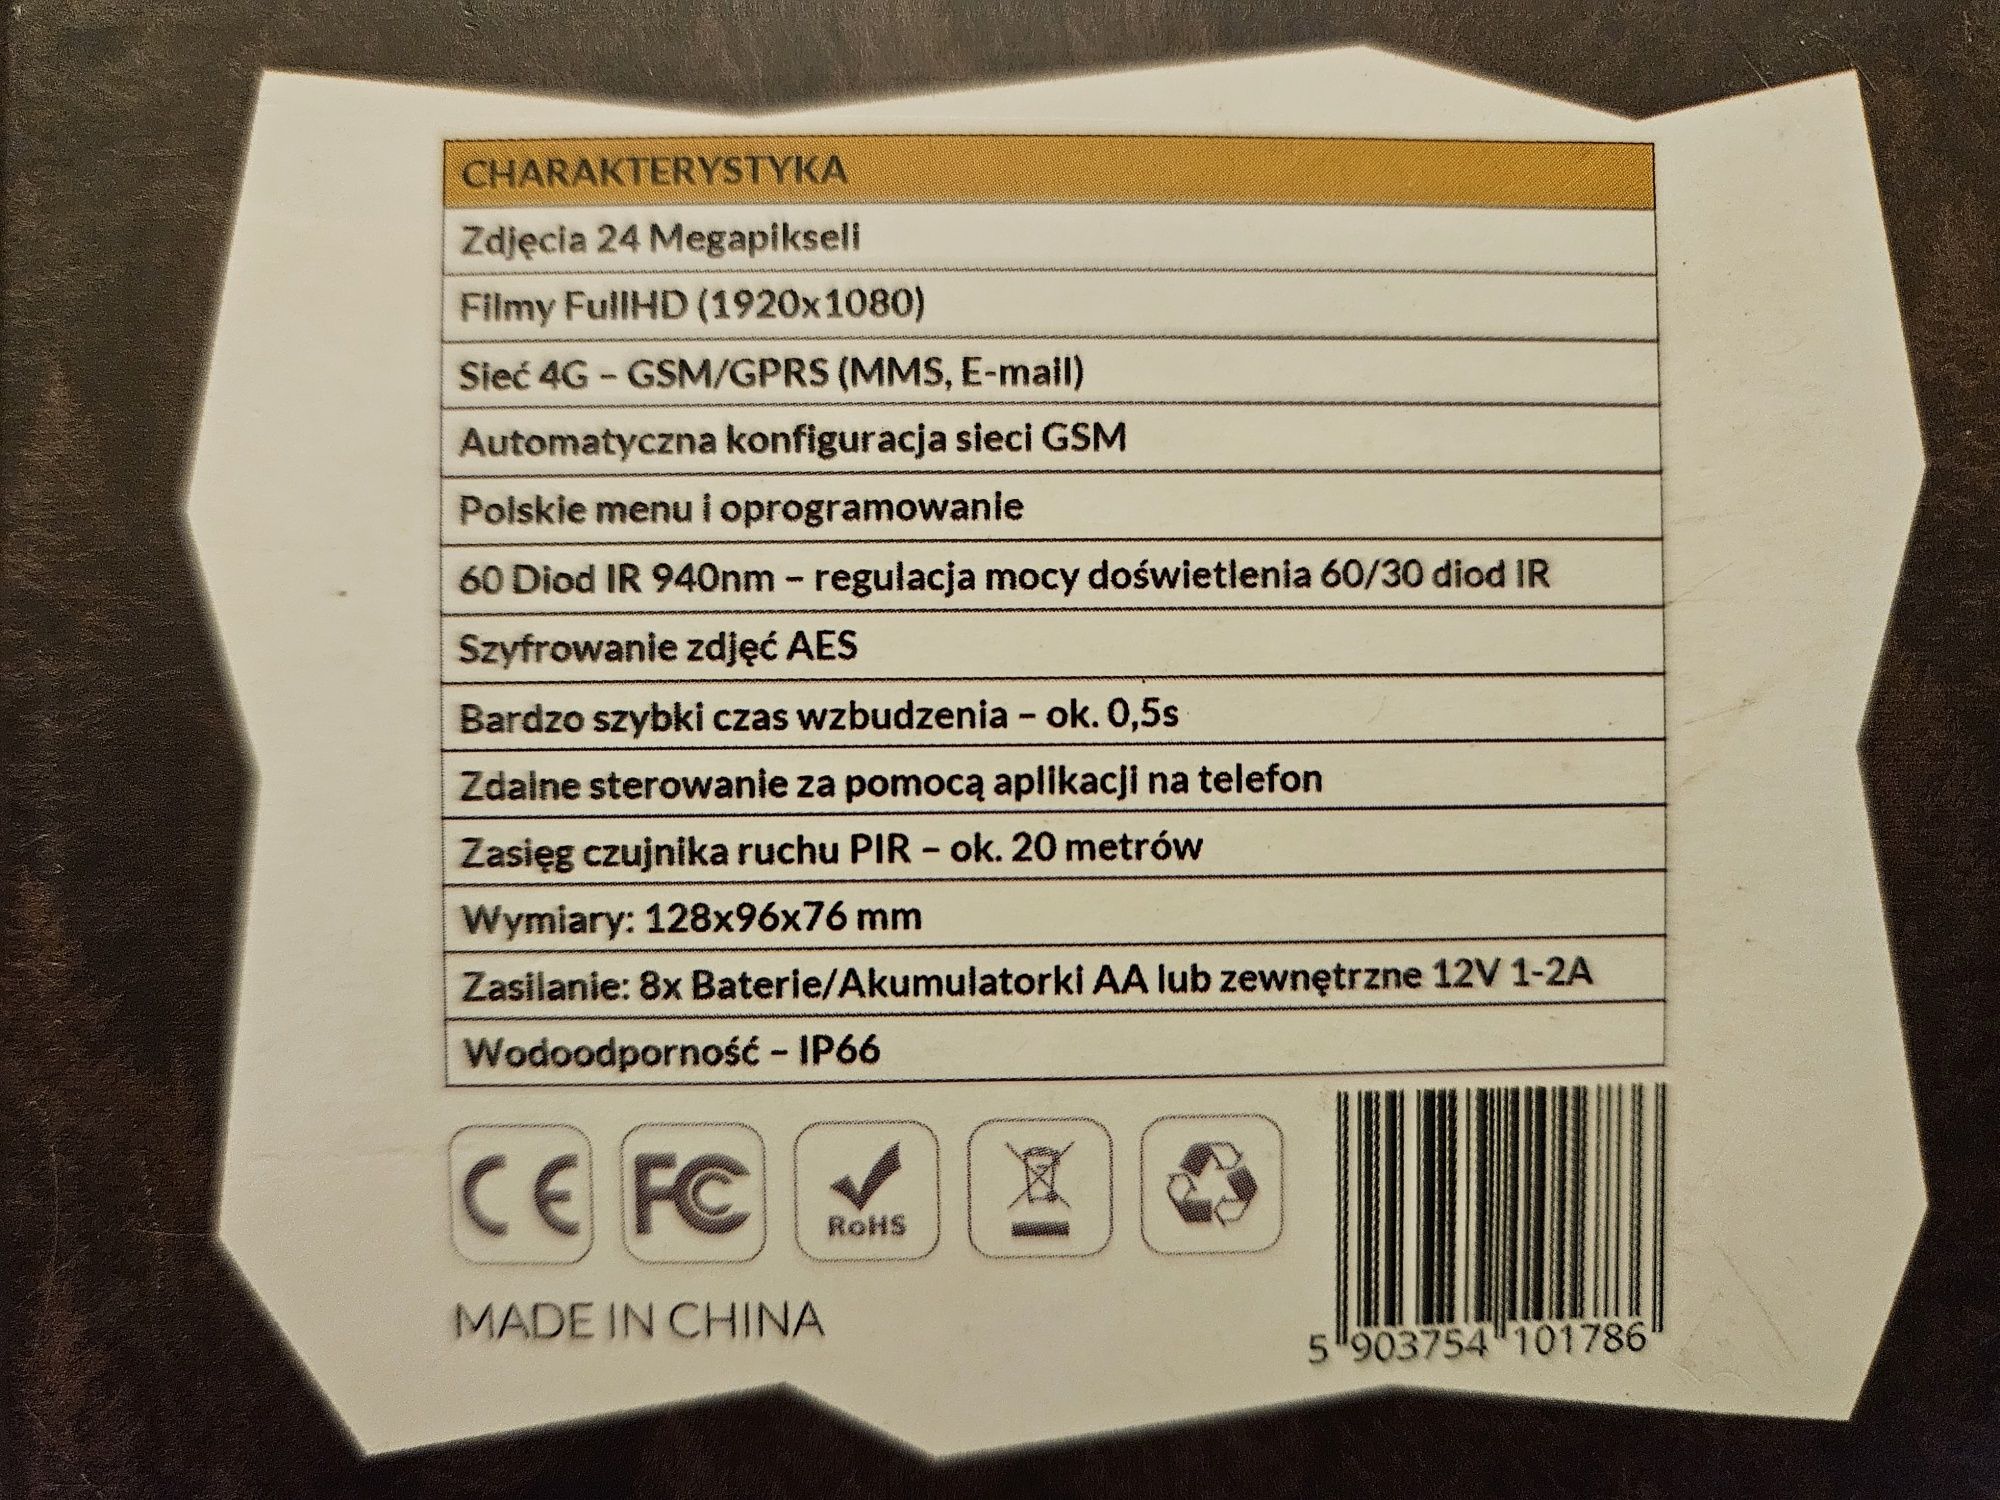 CHARAKTERYSTYKA
Zdjęcia 24 Megapikseli
Filmy FullHD (1920x1080)
Sieć 4G – GSM/GPRS (MMS, E-mail)
Automatyczna konfiguracja sieci GSM
Polskie menu i oprogramowanie
60 Diod IR 940nm – regulacja mocy doświetlenia 60/30 diod IR
Szyfrowanie zdjęć AES
Bardzo szybki czas wzbudzenia – ok. 0,5s
Zdalne sterowanie za pomocą aplikacji na telefon
Zasięg czujnika ruchu PIR – ok. 20 metrów
Wymiary: 128x96x76 mm
Zasilanie: 8x Baterie/Akumulatorki AA lub zewnętrzne 12V 1-2A
Wodoodporność – IP66
CE FC RoHS
MADE IN CHINA
5 903754 101786